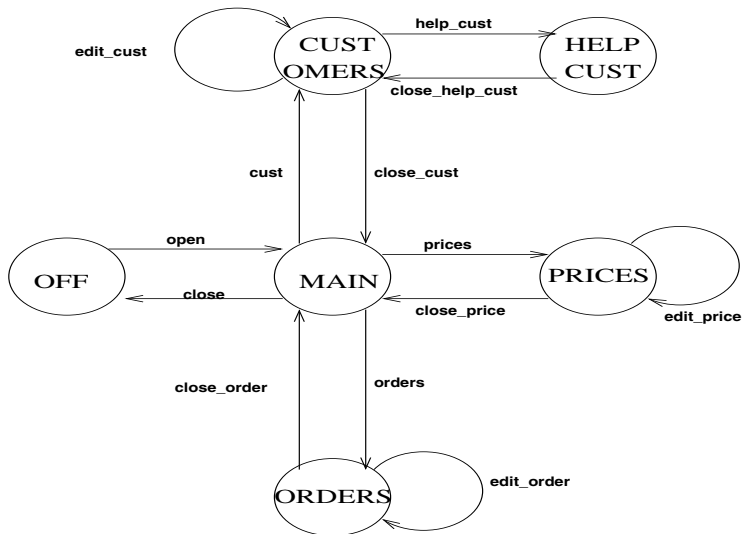 help_cust
edit_cust
CUST
OMERS
HELP
CUST
close_help_cust
cust
close_cust
open
prices
OFF
MAIN
PRICES
close
close_price
edit_price
close_order
orders
ORDERS
edit_order